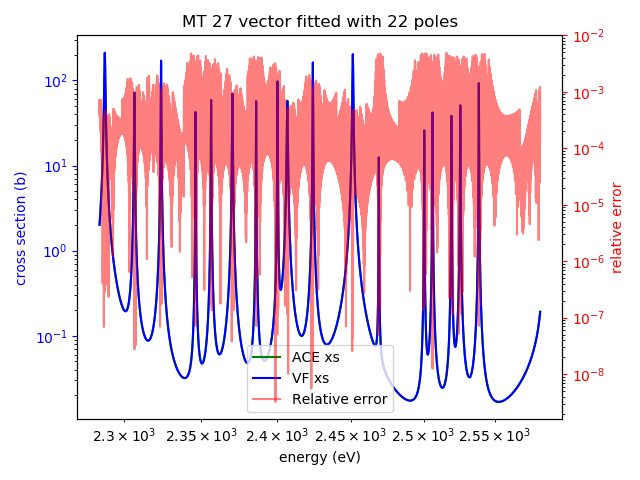 MT 27 vector fitted with 22 poles
10²
10¹
10⁰
10⁻¹
cross section (b)
10⁻²
10⁻³
10⁻⁴
10⁻⁵
10⁻⁶
10⁻⁷
10⁻⁸
relative error
ACE xs
VF xs
Relative error
2.3 × 10³ 2.35 × 10³ 2.4 × 10³ 2.45 × 10³ 2.5 × 10³ 2.55 × 10³
energy (eV)